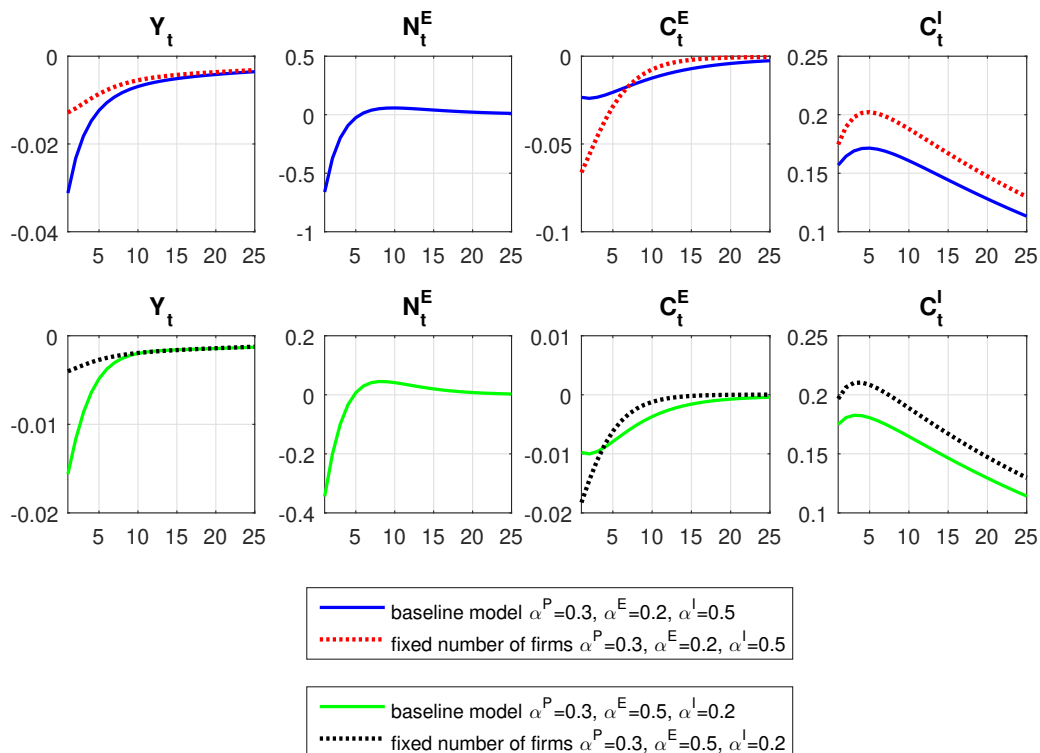 Y_t N_t^E C_t^E C_t^I
0 0.5 0 0.25
-0.02 0 -0.05 0.2
-0.5 0.15
-0.04 -1 -0.1 0.1
5 10 15 20 25 5 10 15 20 25 5 10 15 20 25 5 10 15 20 25
Y_t N_t^E C_t^E C_t^I
0 0.2 0.01 0.25
-0.01 0 0 0.2
-0.2 -0.01 0.15
-0.02 -0.4 -0.02 0.1
5 10 15 20 25 5 10 15 20 25 5 10 15 20 25 5 10 15 20 25
baseline model α^P=0.3, α^E=0.2, α^I=0.5
fixed number of firms α^P=0.3, α^E=0.2, α^I=0.5
baseline model α^P=0.3, α^E=0.5, α^I=0.2
fixed number of firms α^P=0.3, α^E=0.5, α^I=0.2